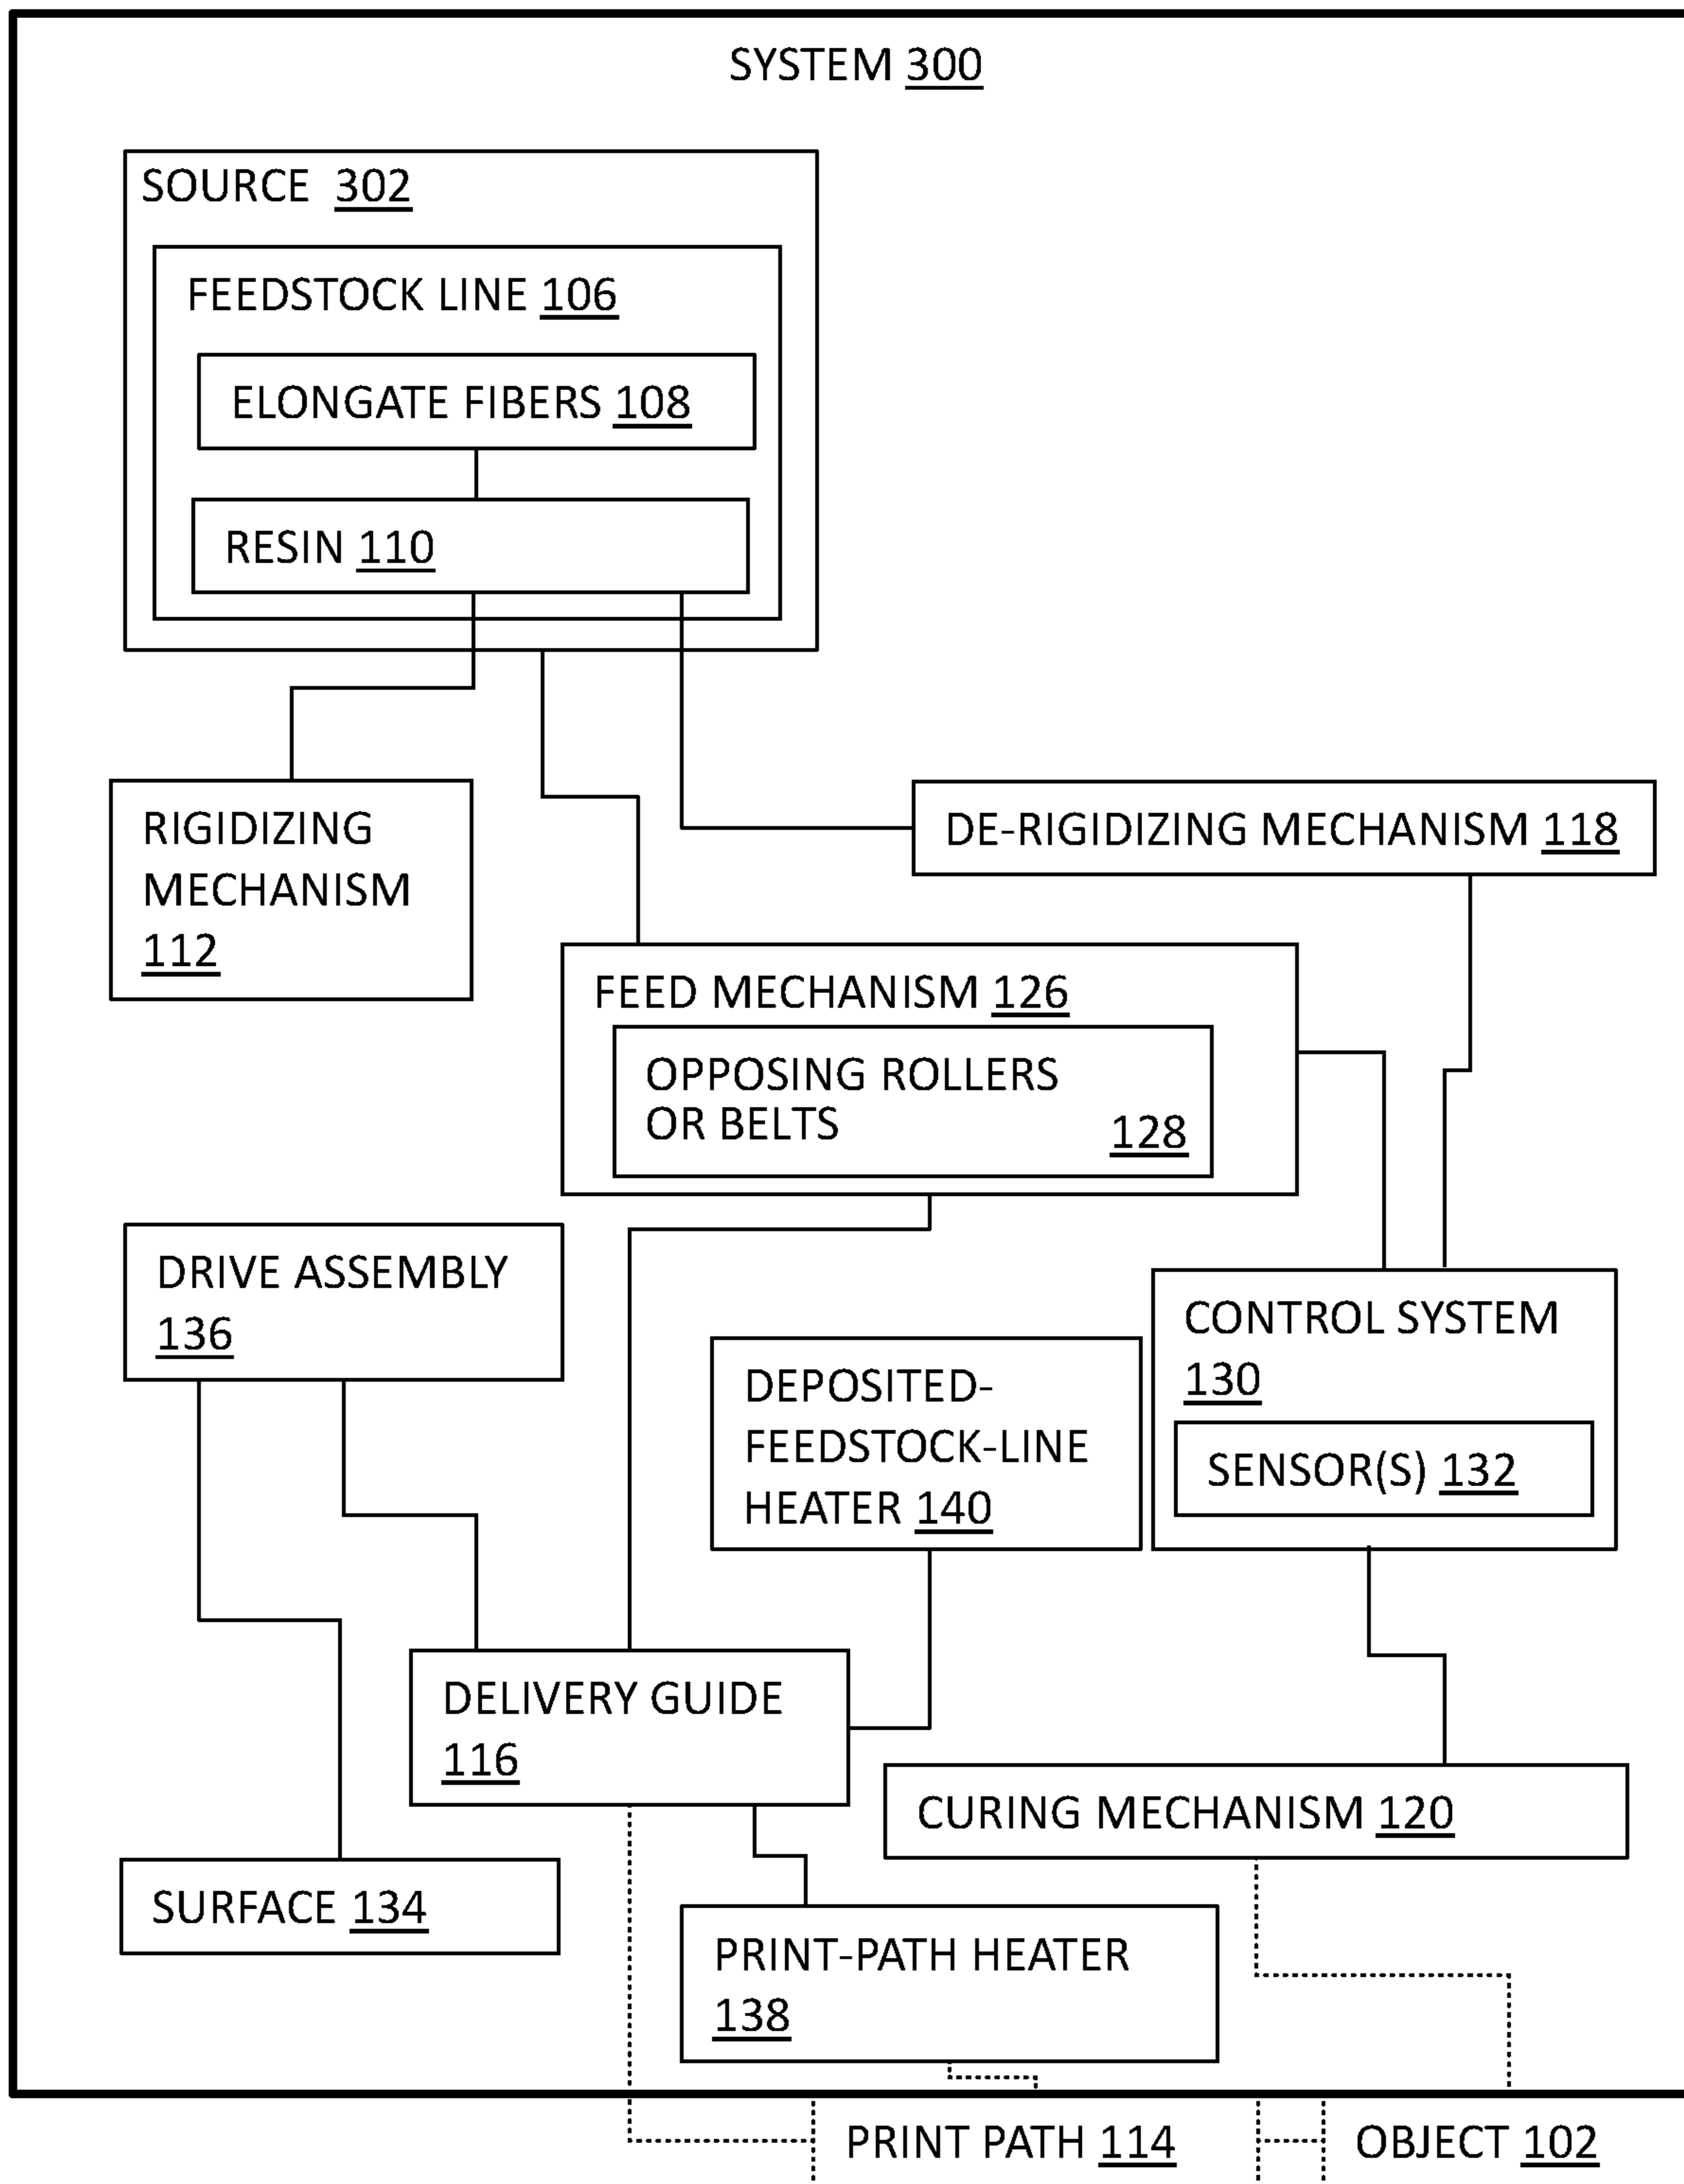 SYSTEM 300
SOURCE 302
FEEDSTOCK LINE 106
ELONGATE FIBERS 108
RESIN 110
RIGIDIZING
MECHANISM
112
DE-RIGIDIZING MECHANISM 118
FEED MECHANISM 126
OPPOSING ROLLERS
OR BELTS 128
DRIVE ASSEMBLY
136
CONTROL SYSTEM
130
SENSOR(S) 132
DEPOSITED-
FEEDSTOCK-LINE
HEATER 140
DELIVERY GUIDE
116
CURING MECHANISM 120
SURFACE 134
PRINT-PATH HEATER
138
PRINT PATH 114
OBJECT 102